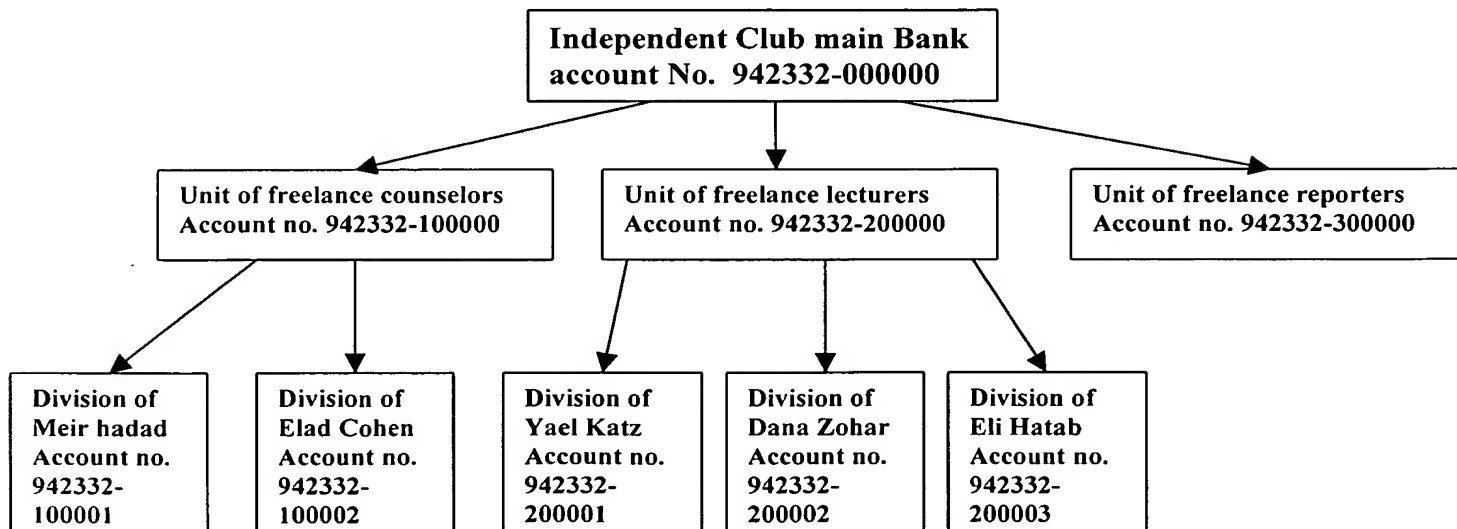 Independent Club main Bank
account No. 942332-000000
Unit of freelance counselors
Account no. 942332-100000
Unit of freelance lecturers
Account no. 942332-200000
Unit of freelance reporters
Account no. 942332-300000
Division of
Meir hadad
Account no.
942332-
100001
Division of
Elad Cohen
Account no.
942332-
100002
Division of
Yael Katz
Account no.
942332-
200001
Division of
Dana Zohar
Account no.
942332-
200002
Division of
Eli Hatab
Account no.
942332-
200003